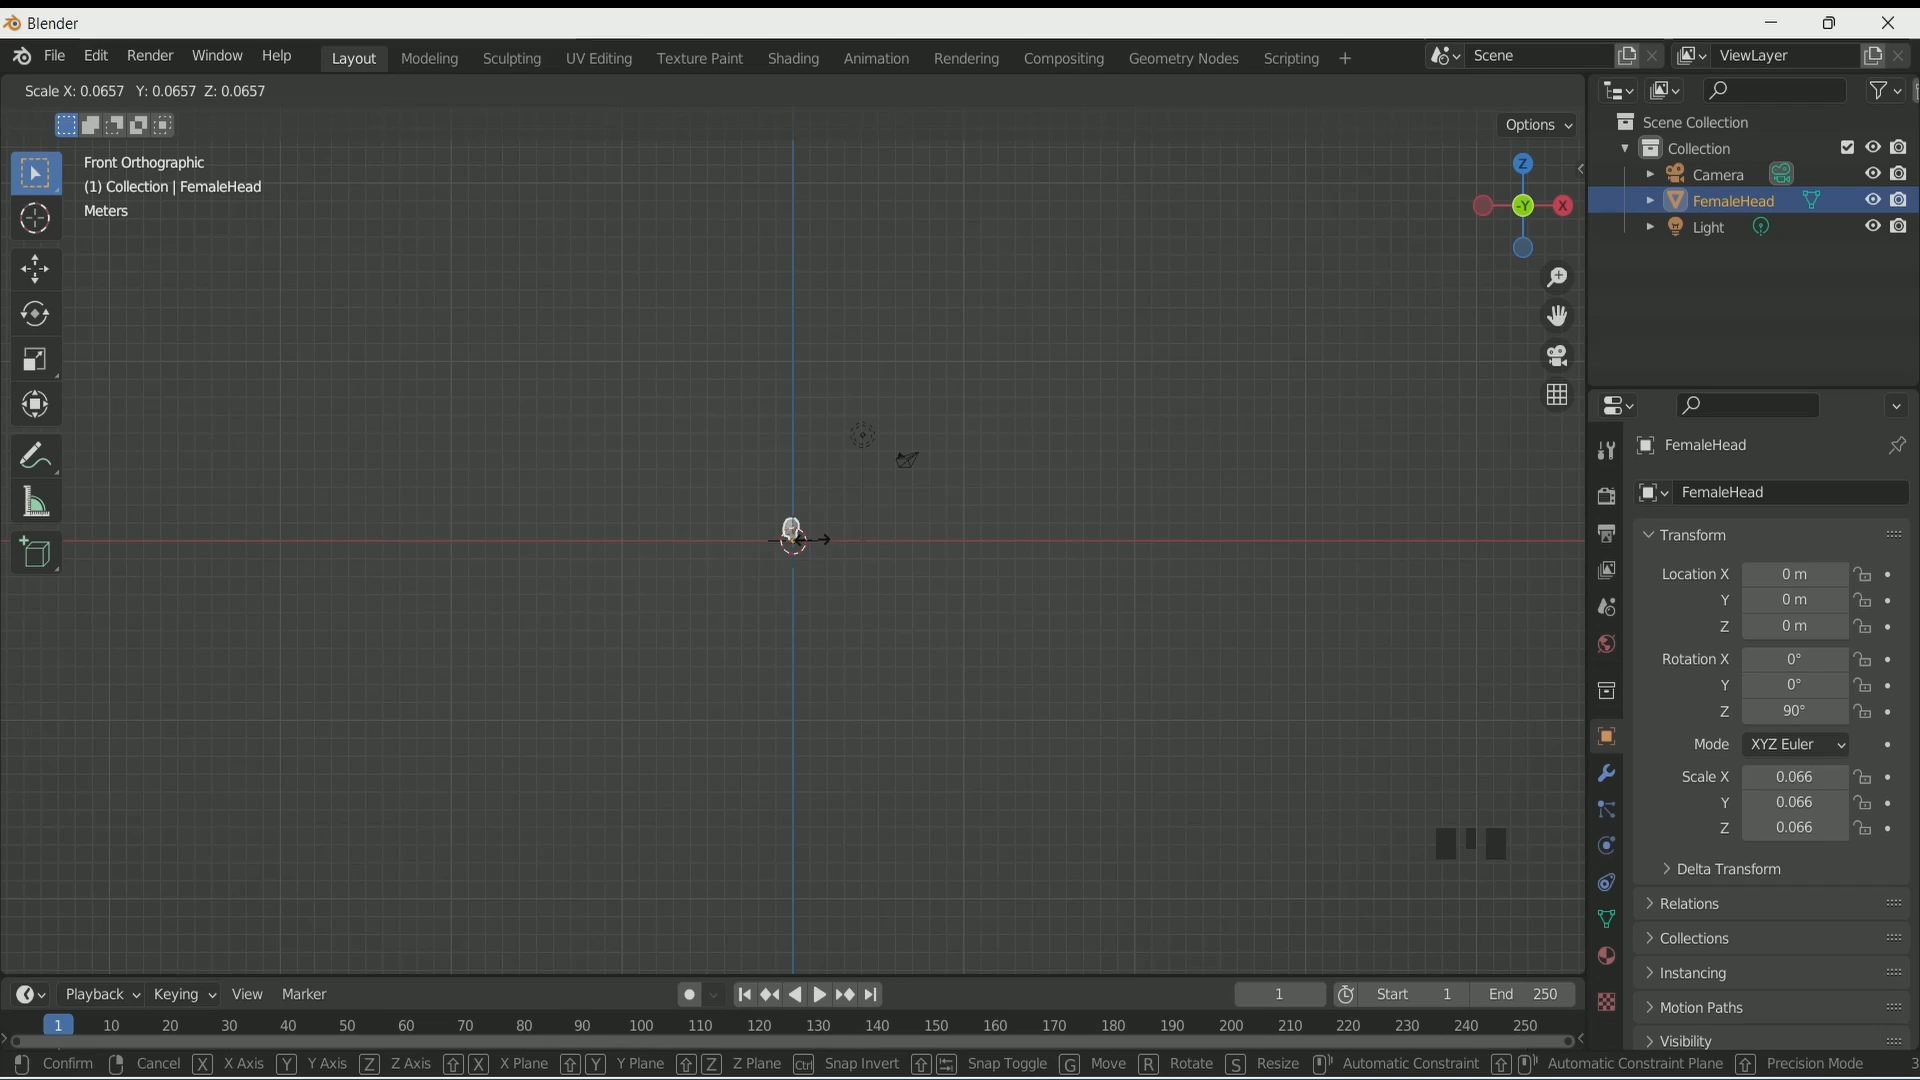 Blender
File Edit Render Window Help Layout Modeling Sculpting UV Editing Texture Paint Shading Animation Rendering Compositing Geometry Nodes Scripting + Scene ViewLayer
Scale X: 0.0657 Y: 0.0657 Z: 0.0657
Options
Front Orthographic
(1) Collection | FemaleHead
Meters
Z
-Y
X
Scene Collection
Collection
Camera
FemaleHead
Light
FemaleHead
FemaleHead
Transform
Location X 0 m
Y 0 m
Z 0 m
Rotation X 0°
Y 0°
Z 90°
Mode XYZ Euler
Scale X 0.066
Y 0.066
Z 0.066
Delta Transform
Relations
Collections
Instancing
Motion Paths
Visibility
Playback Keying View Marker 1 Start 1 End 250
1 10 20 30 40 50 60 70 80 90 100 110 120 130 140 150 160 170 180 190 200 210 220 230 240 250
Confirm Cancel X X Axis Y Y Axis Z Z Axis X X Plane Y Y Plane Z Z Plane Ctrl Snap Invert Snap Toggle G Move R Rotate S Resize Automatic Constraint Automatic Constraint Plane Precision Mode 3